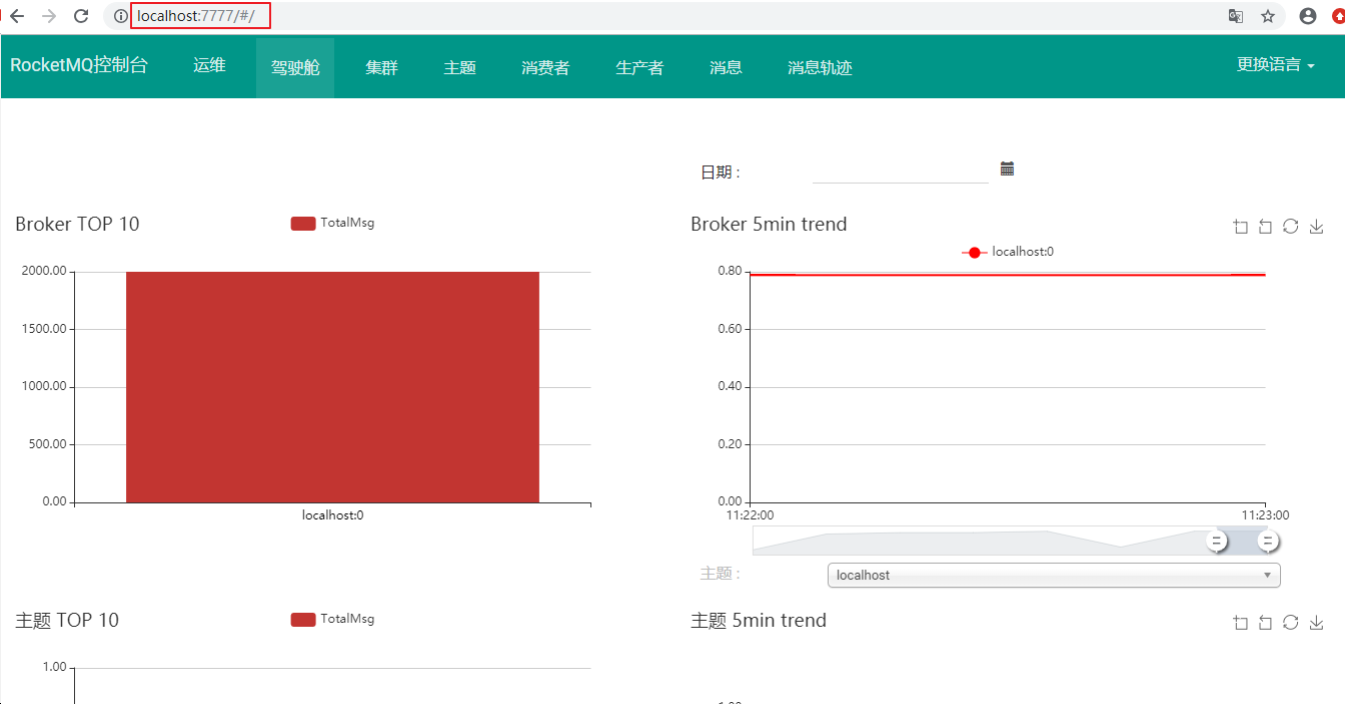 localhost:7777/#/
RocketMQ控制台 运维 驾驶舱 集群 主题 消费者 生产者 消息 消息轨迹 更换语言
日期 :
Broker TOP 10
TotalMsg
2000.00
1500.00
1000.00
500.00
0.00
localhost:0
Broker 5min trend
localhost:0
0.80
0.60
0.40
0.20
0.00
11:22:00 11:23:00
主题 :
localhost
主题 TOP 10
TotalMsg
1.00
主题 5min trend